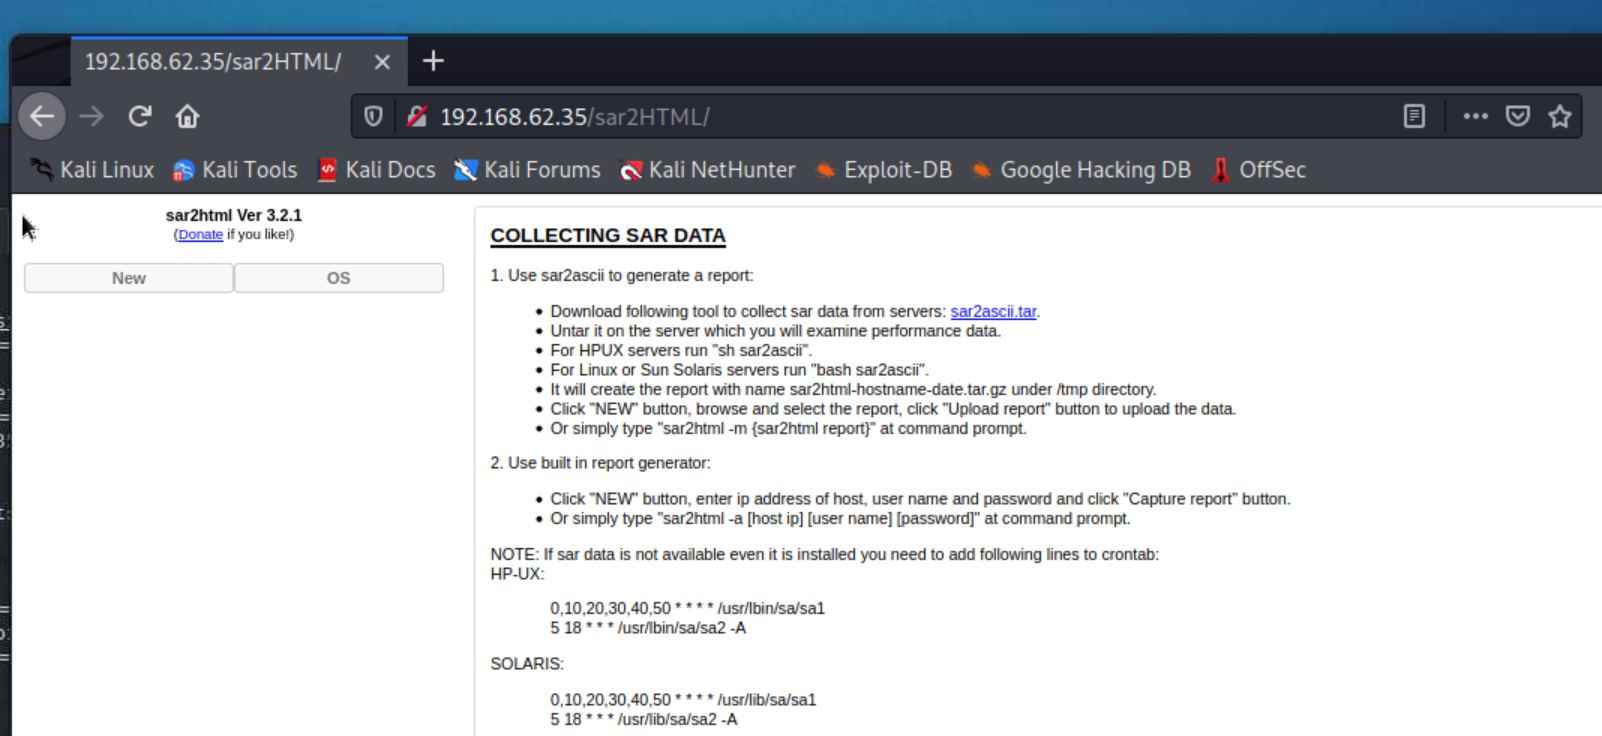 192.168.62.35/sar2HTML/
192.168.62.35/sar2HTML/
Kali Linux Kali Tools Kali Docs Kali Forums Kali NetHunter Exploit-DB Google Hacking DB OffSec
sar2html Ver 3.2.1
(Donate if you like!)
New OS
COLLECTING SAR DATA
1. Use sar2ascii to generate a report:
Download following tool to collect sar data from servers: sar2ascii.tar.
Untar it on the server which you will examine performance data.
For HPUX servers run "sh sar2ascii".
For Linux or Sun Solaris servers run "bash sar2ascii".
It will create the report with name sar2html-hostname-date.tar.gz under /tmp directory.
Click "NEW" button, browse and select the report, click "Upload report" button to upload the data.
Or simply type "sar2html -m {sar2html report}" at command prompt.
2. Use built in report generator:
Click "NEW" button, enter ip address of host, user name and password and click "Capture report" button.
Or simply type "sar2html -a [host ip] [user name] [password]" at command prompt.
NOTE: If sar data is not available even it is installed you need to add following lines to crontab:
HP-UX:
0,10,20,30,40,50 * * * * /usr/lbin/sa/sa1
5 18 * * * /usr/lbin/sa/sa2 -A
SOLARIS:
0,10,20,30,40,50 * * * * /usr/lib/sa/sa1
5 18 * * * /usr/lib/sa/sa2 -A